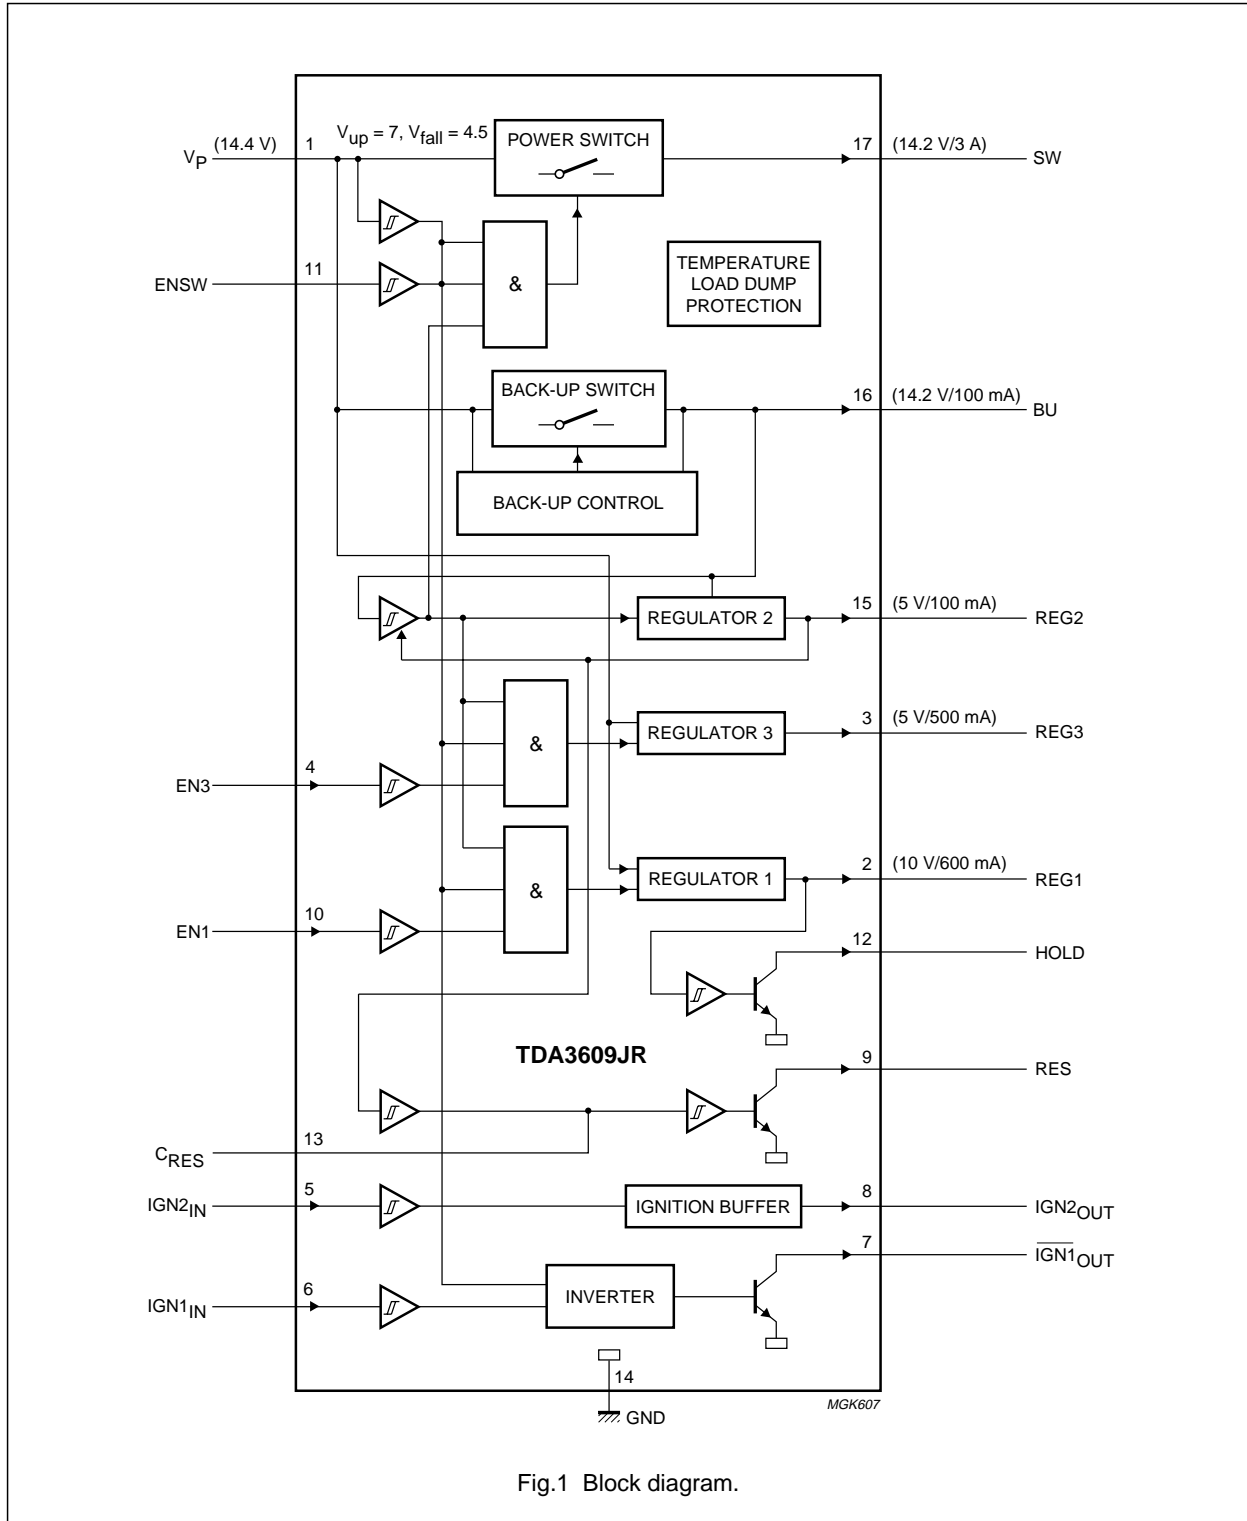 V_P (14.4 V) 1 V_up = 7, V_fall = 4.5 POWER SWITCH 17 (14.2 V/3 A) SW
ENSW 11 &
TEMPERATURE
LOAD DUMP
PROTECTION
BACK-UP SWITCH 16 (14.2 V/100 mA) BU
BACK-UP CONTROL
REGULATOR 2 15 (5 V/100 mA) REG2
& REGULATOR 3 3 (5 V/500 mA) REG3
EN3 4
& REGULATOR 1 2 (10 V/600 mA) REG1
EN1 10
12 HOLD
TDA3609JR
9 RES
C_RES 13
IGN2_IN 5 IGNITION BUFFER 8 IGN2_OUT
7 IGN1_OUT
IGN1_IN 6 INVERTER
14
GND
MGK607
Fig.1 Block diagram.